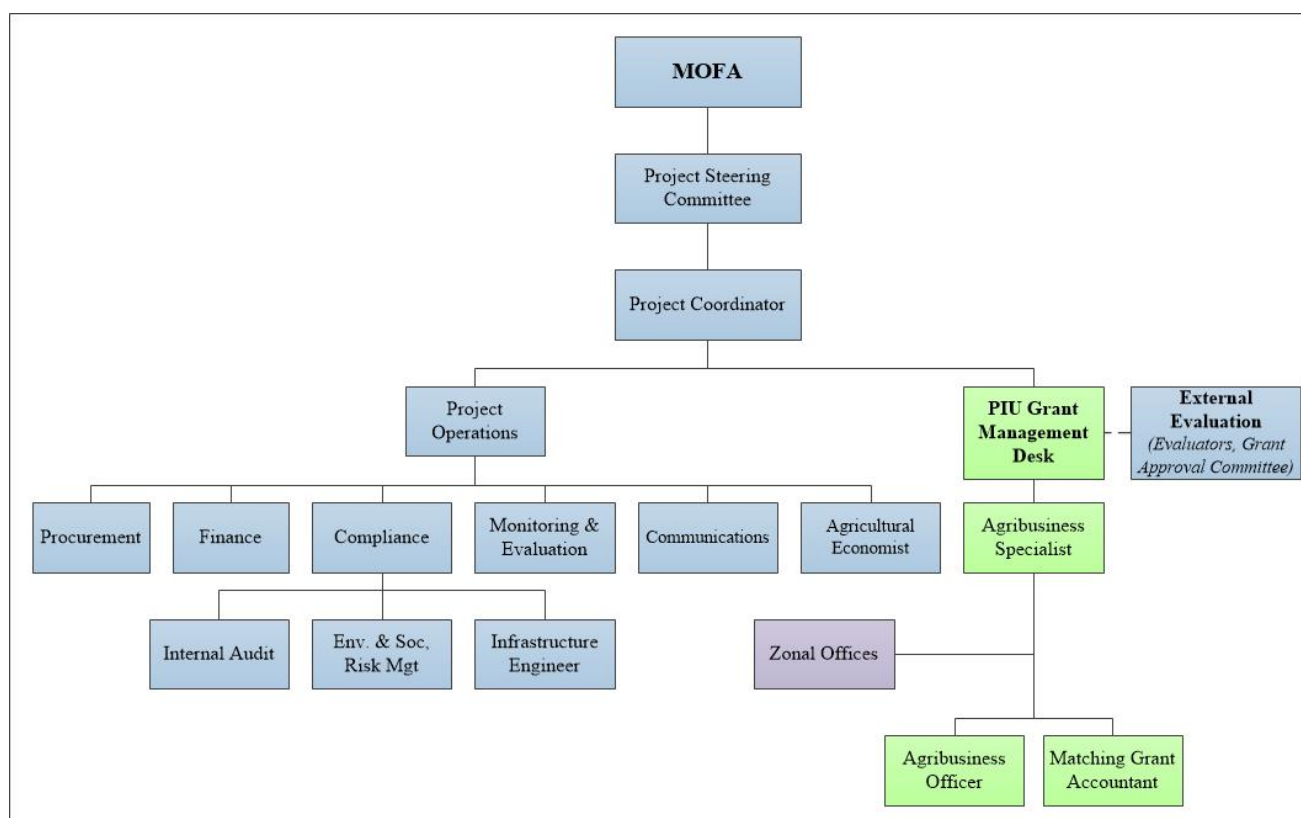 MOFA
Project Steering
Committee
Project Coordinator
Project
Operations
PIU Grant
Management
Desk
External
Evaluation
(Evaluators, Grant
Approval Committee)
Procurement
Finance
Compliance
Monitoring &
Evaluation
Communications
Agricultural
Economist
Agribusiness
Specialist
Internal Audit
Env. & Soc,
Risk Mgt
Infrastructure
Engineer
Zonal Offices
Agribusiness
Officer
Matching Grant
Accountant